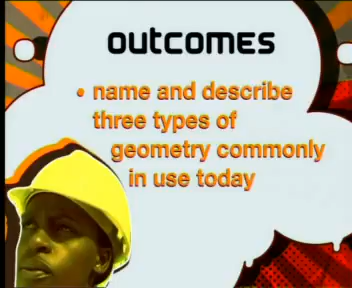 outcomes
• name and describe
three types of
geometry commonly
in use today